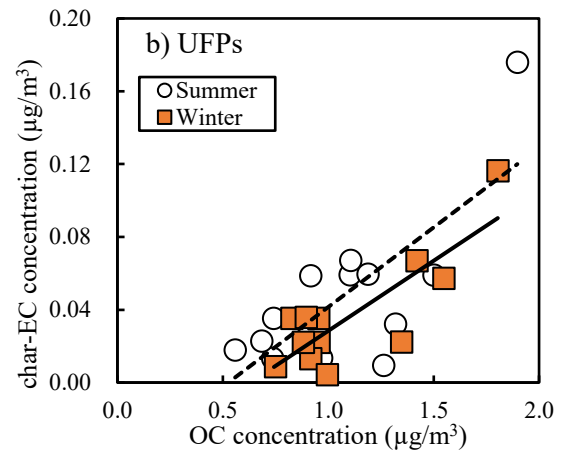 b) UFPs
Summer
Winter
char-EC concentration (µg/m³)
0.20
0.16
0.12
0.08
0.04
0.00
0.0 0.5 1.0 1.5 2.0
OC concentration (µg/m³)